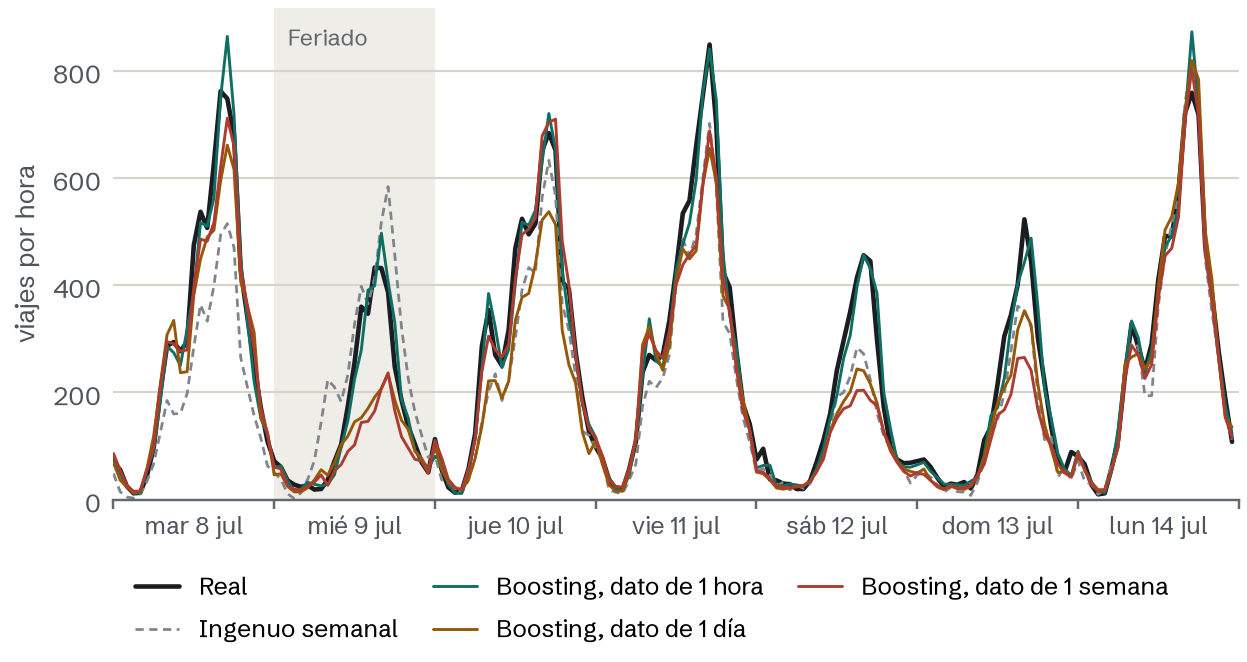 Feriado
800
600
400
200
0
viajes por hora
mar 8 jul
mié 9 jul
jue 10 jul
vie 11 jul
sáb 12 jul
dom 13 jul
lun 14 jul
Real
Boosting, dato de 1 hora
Boosting, dato de 1 semana
Ingenuo semanal
Boosting, dato de 1 día